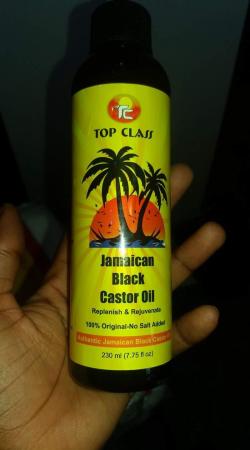 TC
TOP CLASS
Jamaican
Black
Castor Oil
Replenish & Rejuvenate
100% Original-No Salt Added
Authentic Jamaican Black Castor
230 ml (7.75 fl oz)